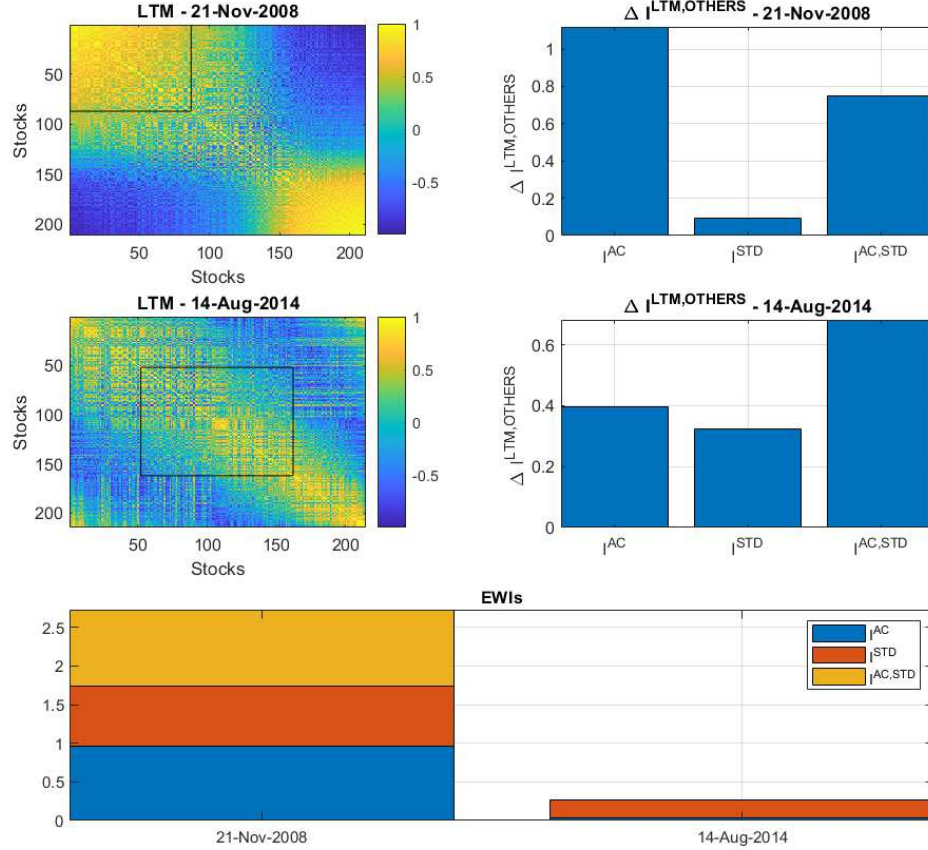 LTM - 21-Nov-2008
Stocks
50
100
150
200
50 100 150 200
Stocks
1
0.5
0
-0.5
Δ I^LTM,OTHERS - 21-Nov-2008
Δ I^LTM,OTHERS
1
0.8
0.6
0.4
0.2
0
I^AC I^STD I^AC,STD
LTM - 14-Aug-2014
Stocks
50
100
150
200
50 100 150 200
Stocks
1
0.5
0
-0.5
Δ I^LTM,OTHERS - 14-Aug-2014
Δ I^LTM,OTHERS
0.6
0.4
0.2
0
I^AC I^STD I^AC,STD
EWIs
2.5
2
1.5
1
0.5
0
21-Nov-2008 14-Aug-2014
I^AC
I^STD
I^AC,STD